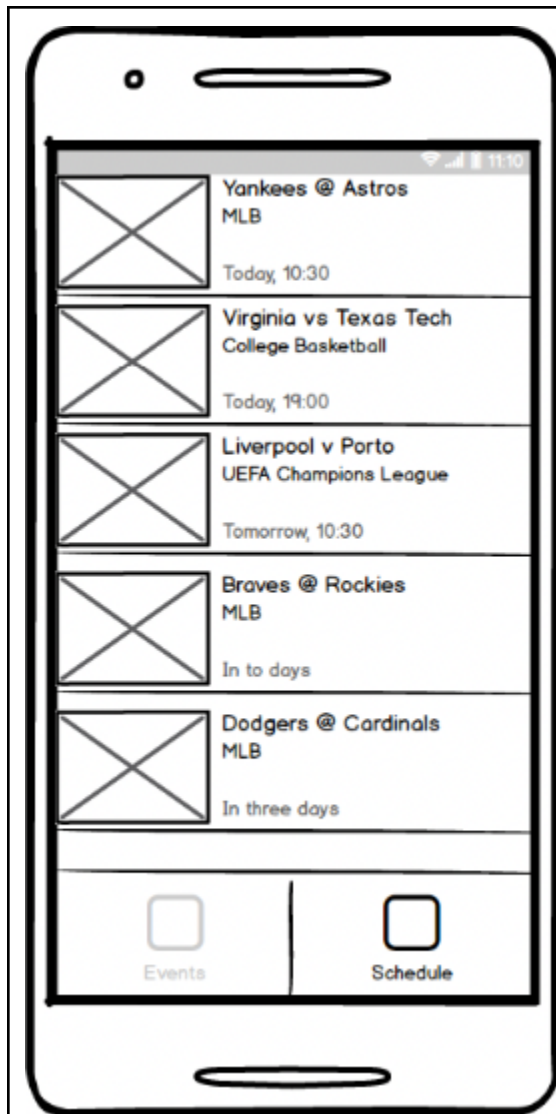 11:10
Yankees @ Astros
MLB
Today, 10:30
Virginia vs Texas Tech
College Basketball
Today, 19:00
Liverpool v Porto
UEFA Champions League
Tomorrow, 10:30
Braves @ Rockies
MLB
In to days
Dodgers @ Cardinals
MLB
In three days
Events
Schedule